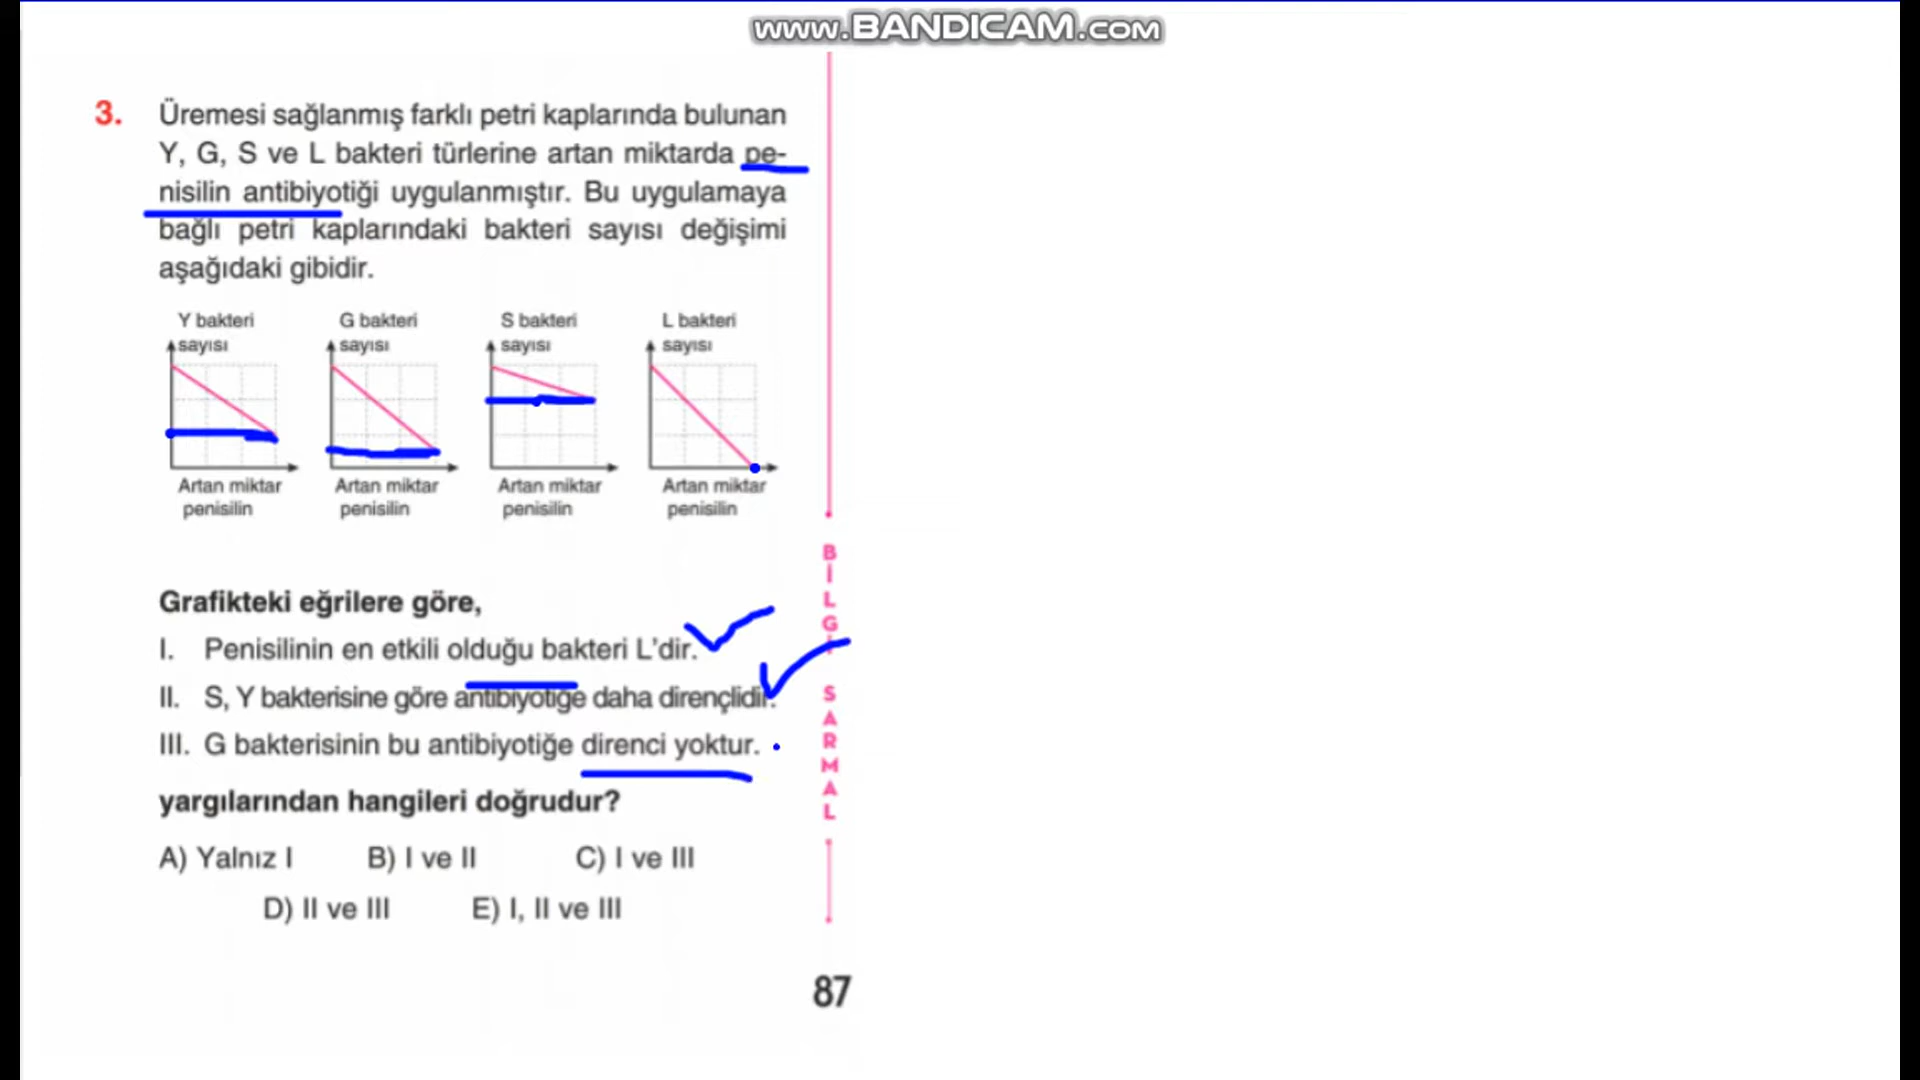 www.BANDICAM.com
3. Üremesi sağlanmış farklı petri kaplarında bulunan
Y, G, S ve L bakteri türlerine artan miktarda pe-
nisilin antibiyotiği uygulanmıştır. Bu uygulamaya
bağlı petri kaplarındaki bakteri sayısı değişimi
aşağıdaki gibidir.
Y bakteri
sayısı
Artan miktar
penisilin
G bakteri
sayısı
Artan miktar
penisilin
S bakteri
sayısı
Artan miktar
penisilin
L bakteri
sayısı
Artan miktar
penisilin
Grafikteki eğrilere göre,
I. Penisilinin en etkili olduğu bakteri L'dir.
II. S, Y bakterisine göre antibiyotiğe daha dirençlidir.
III. G bakterisinin bu antibiyotiğe direnci yoktur.
yargılarından hangileri doğrudur?
A) Yalnız I B) I ve II C) I ve III
D) II ve III E) I, II ve III
BİLGİ SARMAL
87